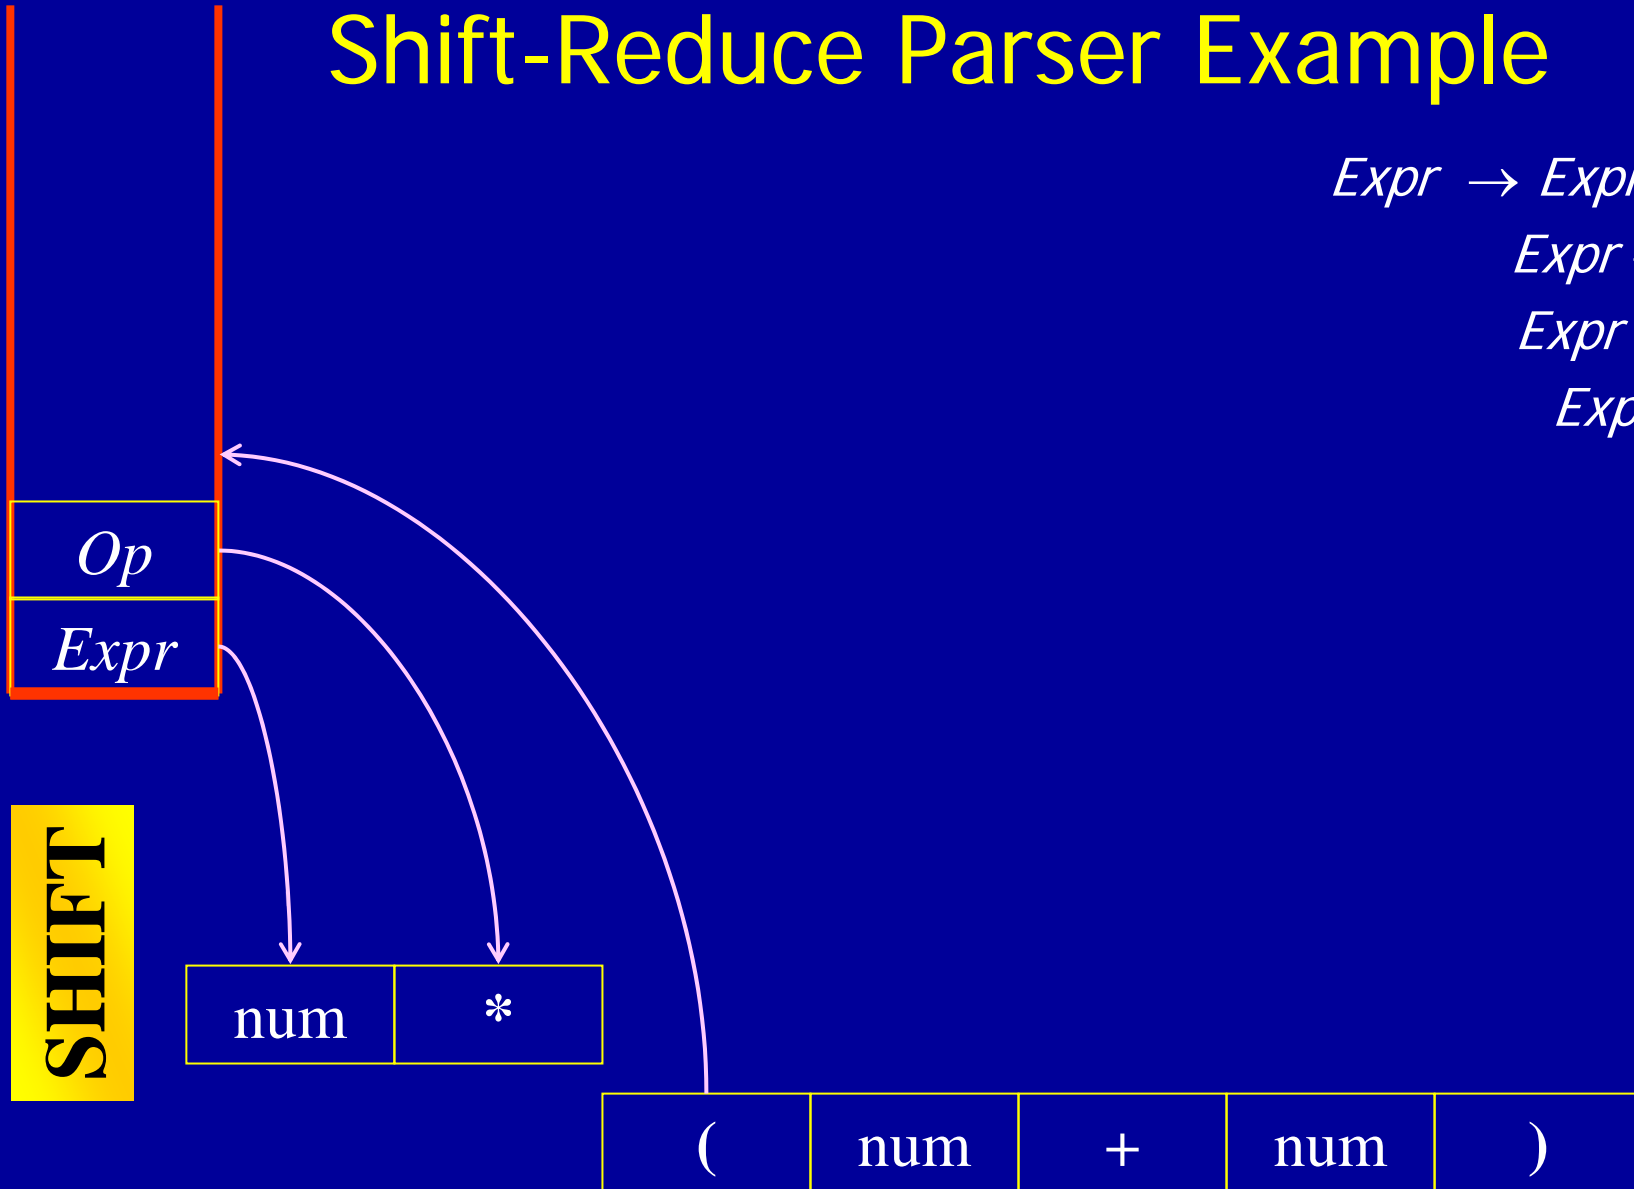 Shift-Reduce Parser Example
Expr → Expr
Expr
Expr
Op
Expr
SHIFT
num *
( num + num )